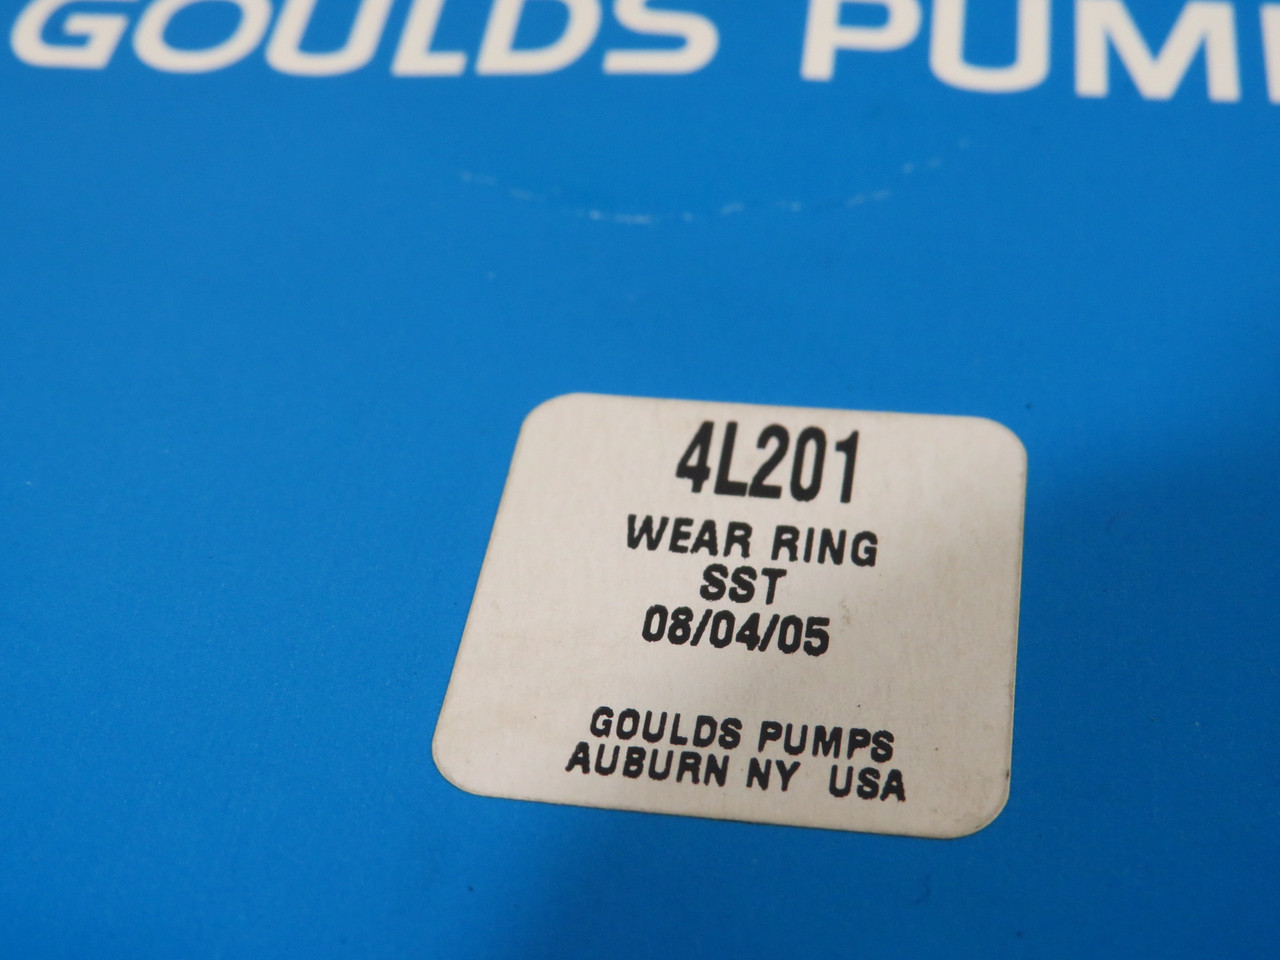 GOULDS PUM
4L201
WEAR RING
SST
08/04/05
GOULDS PUMPS
AUBURN NY USA